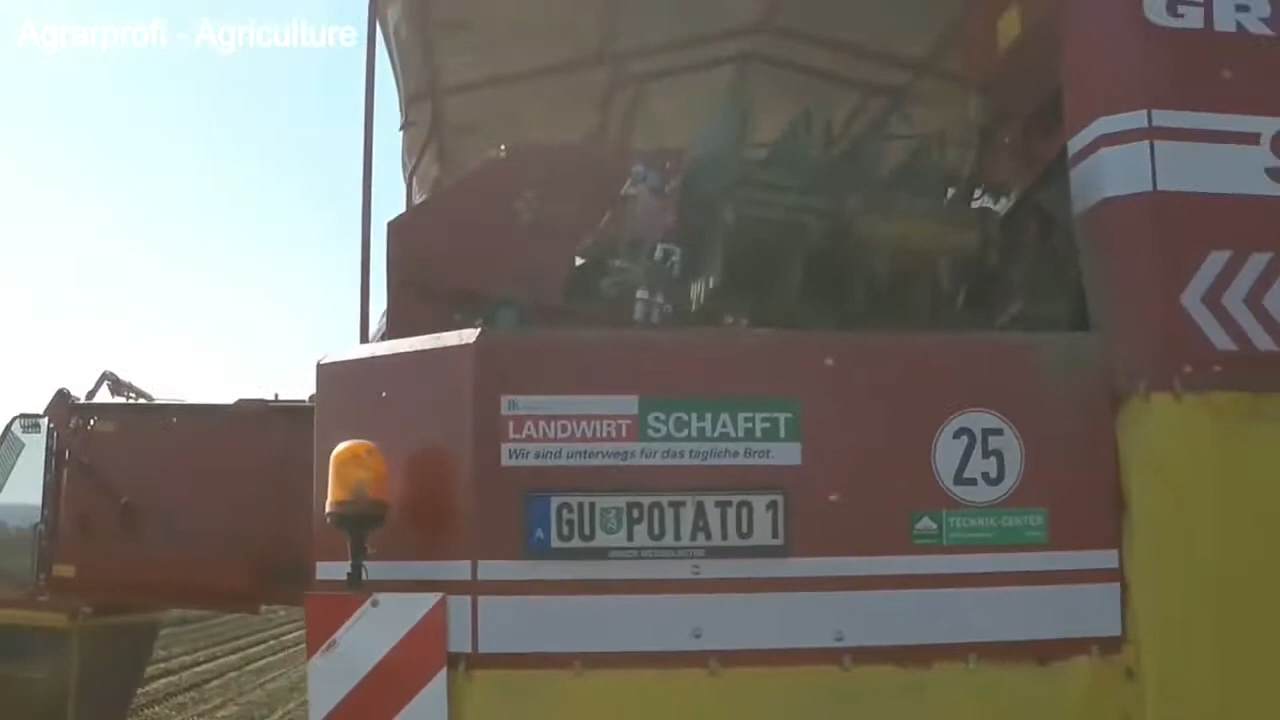 Agrarprofi - Agriculture
GR
LANDWIRT SCHAFFT
Wir sind unterwegs für das tägliche Brot.
25
A GU POTATO 1
TECHNIK-CENTER